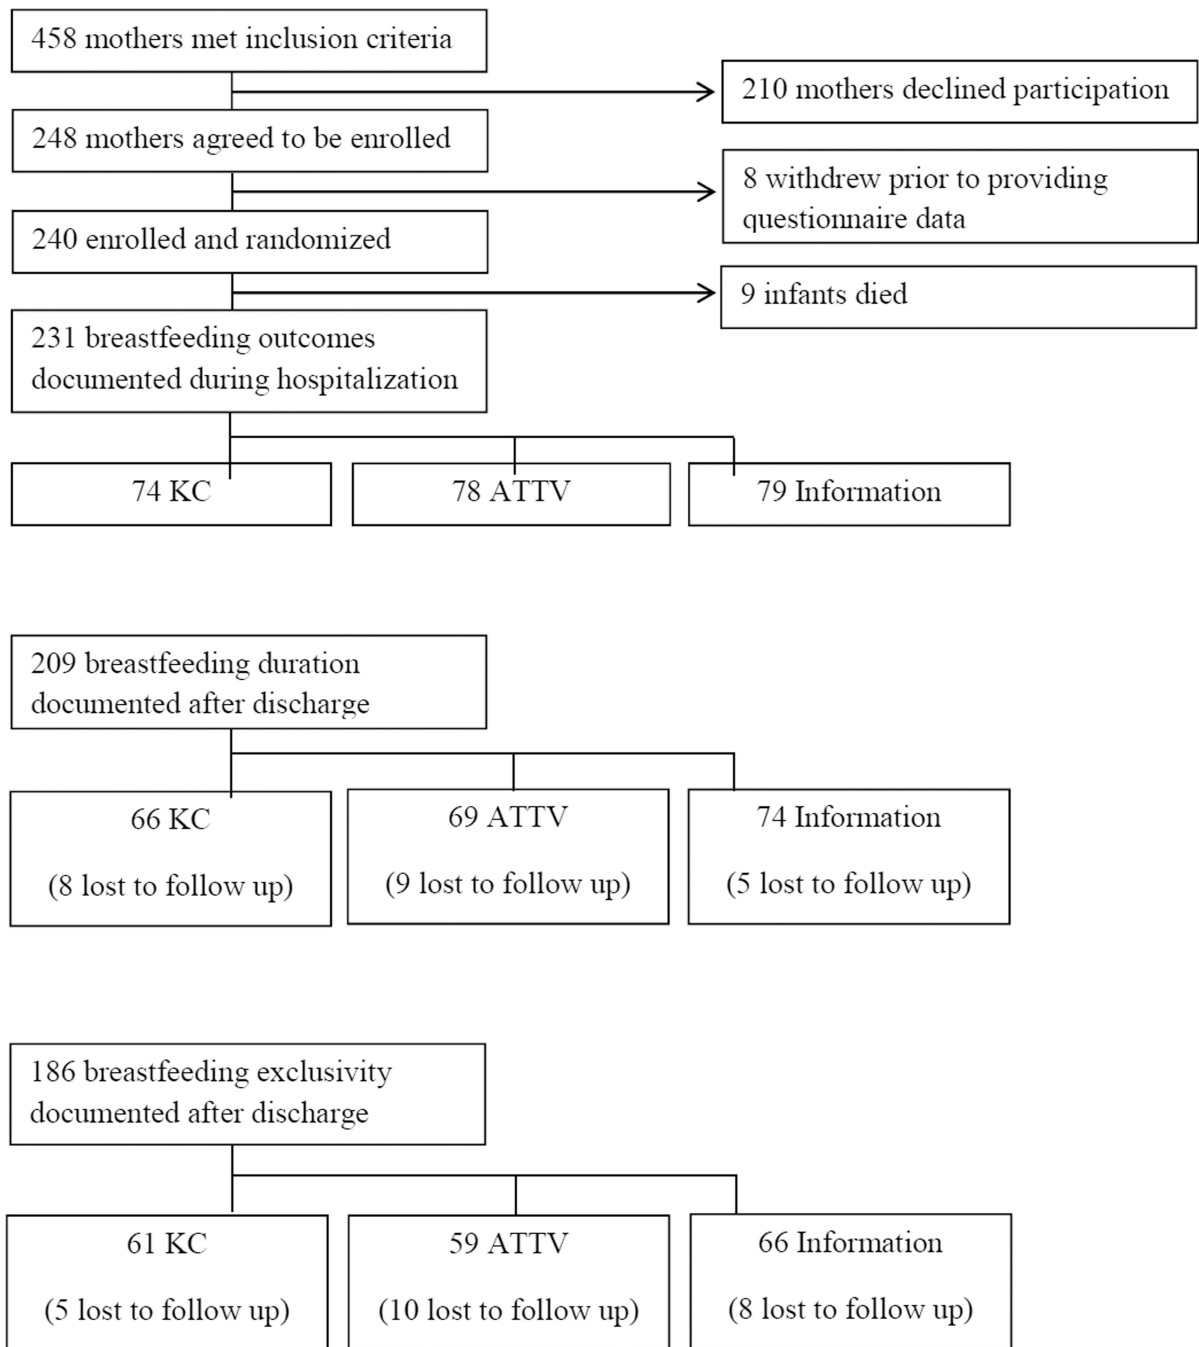 458 mothers met inclusion criteria
210 mothers declined participation
248 mothers agreed to be enrolled
8 withdrew prior to providing
questionnaire data
240 enrolled and randomized
9 infants died
231 breastfeeding outcomes
documented during hospitalization
74 KC
78 ATTV
79 Information
209 breastfeeding duration
documented after discharge
66 KC
(8 lost to follow up)
69 ATTV
(9 lost to follow up)
74 Information
(5 lost to follow up)
186 breastfeeding exclusivity
documented after discharge
61 KC
(5 lost to follow up)
59 ATTV
(10 lost to follow up)
66 Information
(8 lost to follow up)